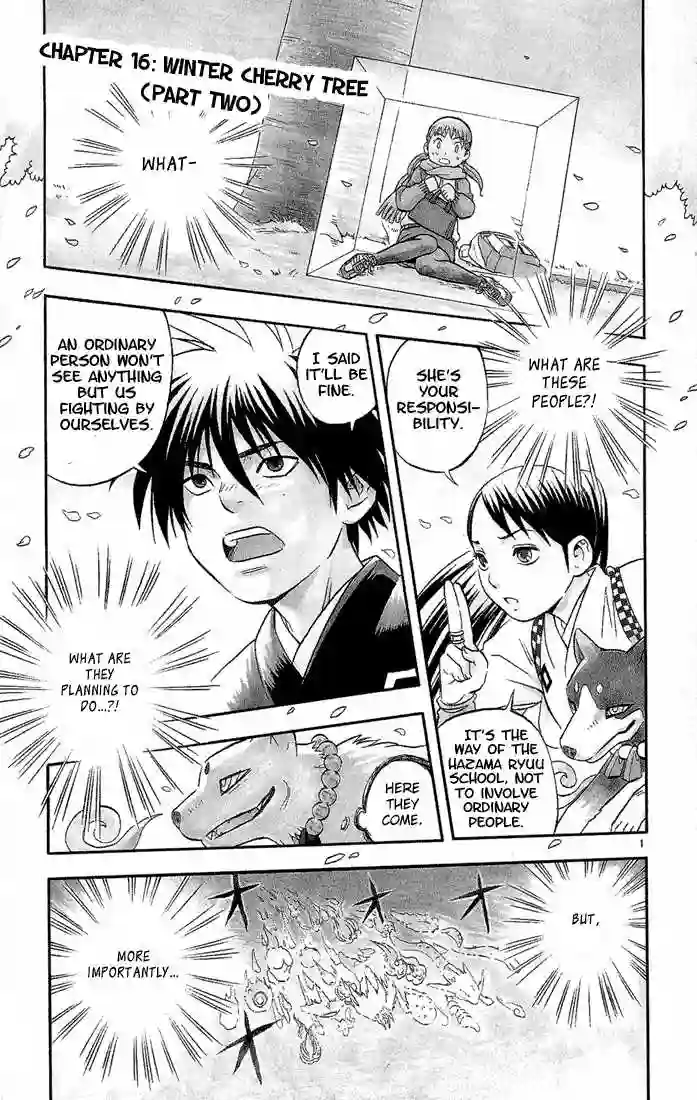 CHAPTER 16: WINTER CHERRY TREE
(PART TWO)
WHAT-
WHAT ARE
THESE
PEOPLE?!
SHE'S
YOUR
RESPONSI-
BILITY.
I SAID
IT'LL BE
FINE.
AN ORDINARY
PERSON WON'T
SEE ANYTHING
BUT US
FIGHTING BY
OURSELVES.
IT'S THE
WAY OF THE
HAZAMA RYUU
SCHOOL, NOT
TO INVOLVE
ORDINARY
PEOPLE.
WHAT ARE
THEY
PLANNING TO
DO...?!
HERE
THEY
COME.
1
BUT,
MORE
IMPORTANTLY...